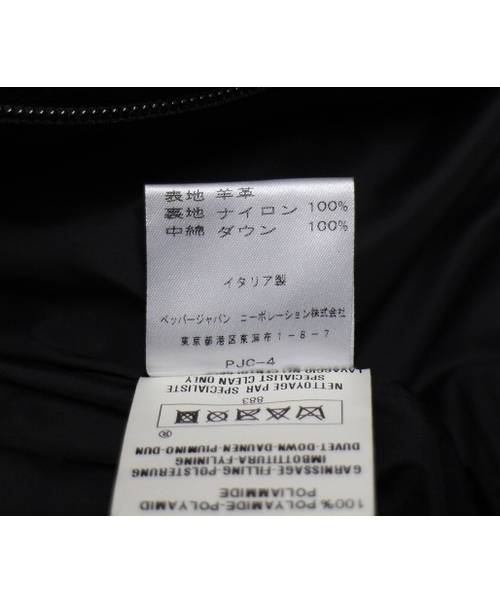 表地 羊革
裏地 ナイロン 100%
中綿 ダウン 100%
イタリア製
ペッパージャパン コーポレーション株式会社
東京都港区東麻布1-8-7
PJC-4
LAVAGGIO
NETTOYAGE PAR SPECIALISTE
SPECIALIST CLEAN ONLY
883
®
DUVET-DOWN-DAUNEN-PIUMINO-DUN
IMBOTTITURA-FYLLNING
GARNISSAGE-FILLING-POLSTERUNG
POLIAMMIDE
100% POLYAMIDE-POLYAMID